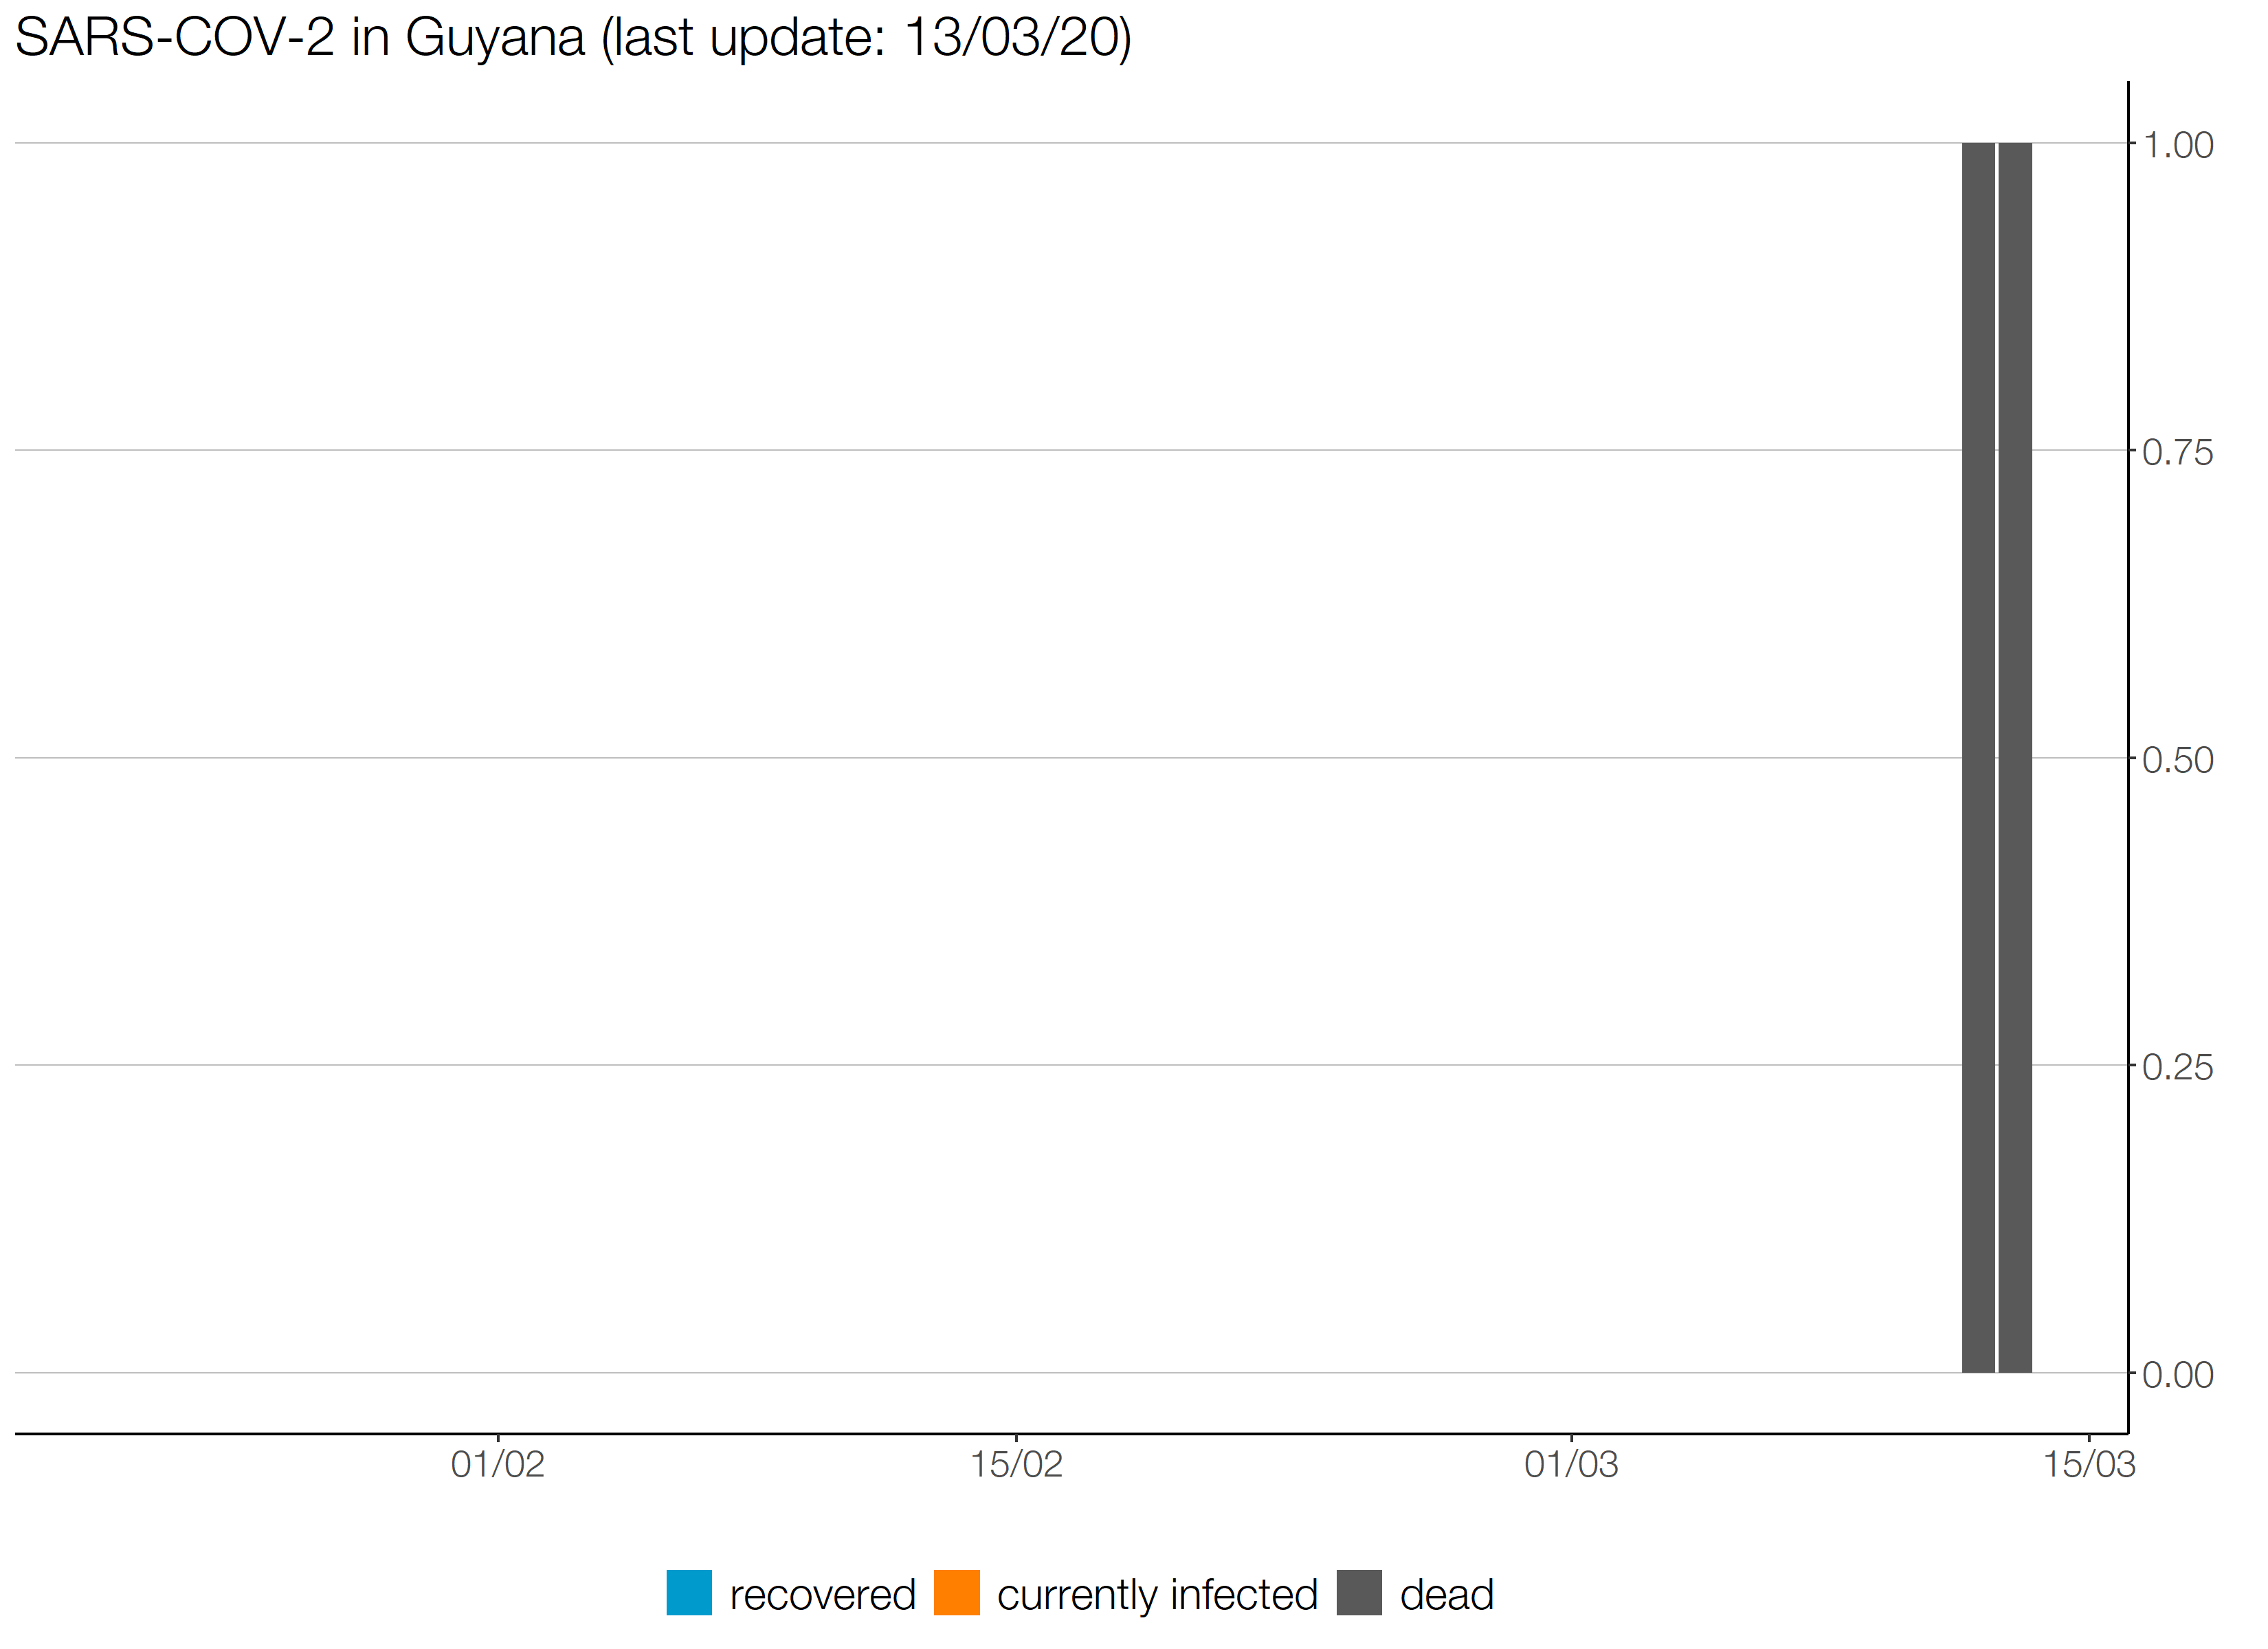 SARS-COV-2 in Guyana (last update: 13/03/20)
1.00
0.75
0.50
0.25
0.00
01/02 15/02 01/03 15/03
recovered currently infected dead